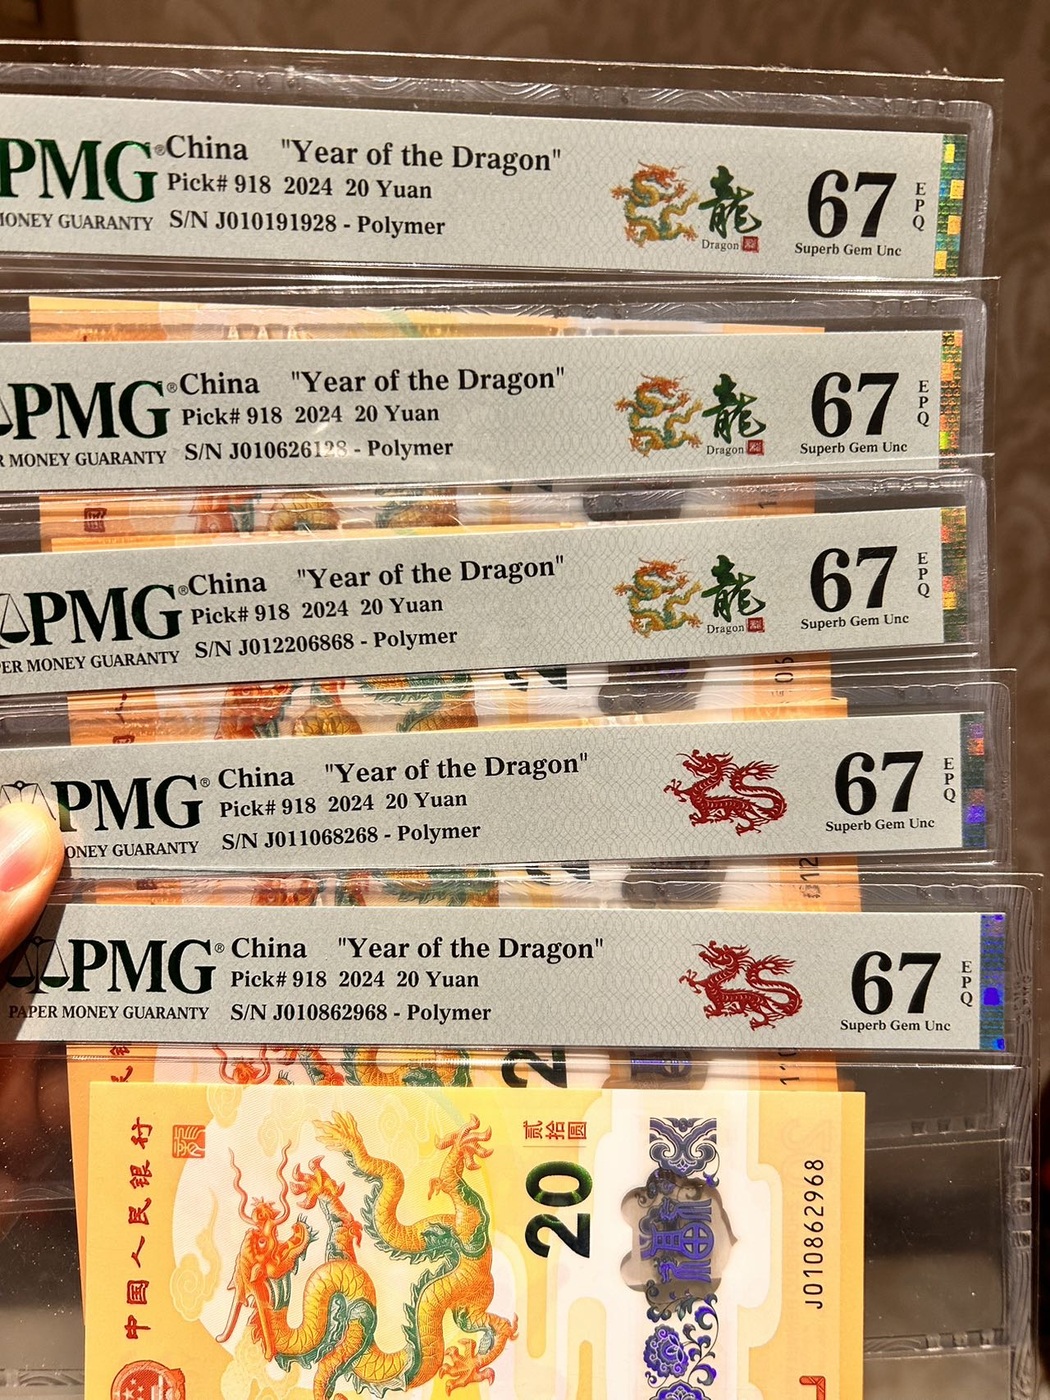 PMG® China "Year of the Dragon"
Pick# 918 2024 20 Yuan
MONEY GUARANTY S/N J010191928 - Polymer
龍
Dragon
67
EPQ
Superb Gem Unc
PMG® China "Year of the Dragon"
Pick# 918 2024 20 Yuan
MONEY GUARANTY S/N J010626128 - Polymer
龍
Dragon
67
EPQ
Superb Gem Unc
PMG® China "Year of the Dragon"
Pick# 918 2024 20 Yuan
PER MONEY GUARANTY S/N J012206868 - Polymer
龍
Dragon
67
EPQ
Superb Gem Unc
PMG® China "Year of the Dragon"
Pick# 918 2024 20 Yuan
ONEY GUARANTY S/N J011068268 - Polymer
67
EPQ
Superb Gem Unc
PMG® China "Year of the Dragon"
Pick# 918 2024 20 Yuan
PAPER MONEY GUARANTY S/N J010862968 - Polymer
67
EPQ
Superb Gem Unc
中国人民银行
贰拾圆
20
福
J010862968